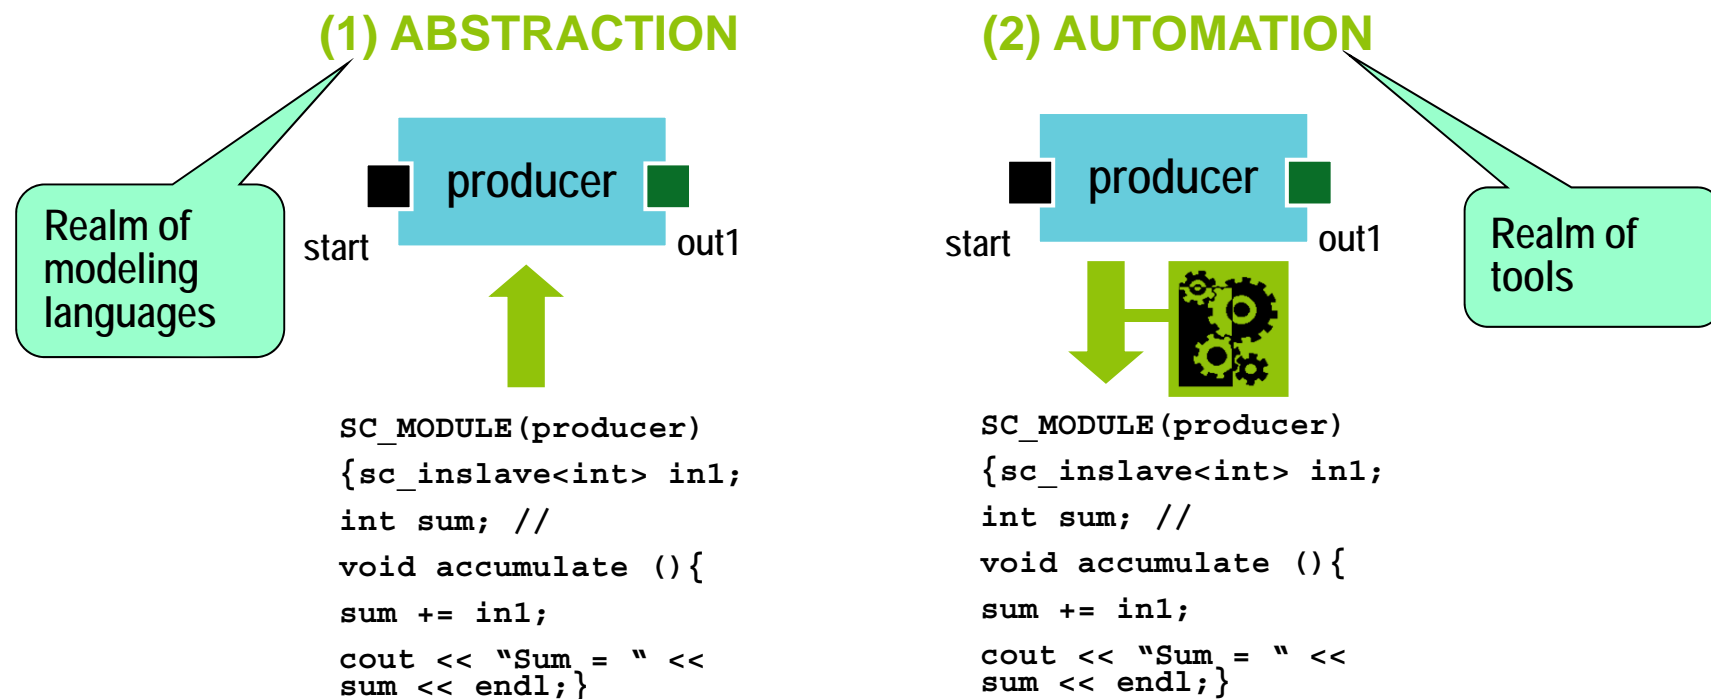 (1) ABSTRACTION
Realm of
modeling
languages
producer
start
out1
SC_MODULE(producer)
{sc_inslave<int> in1;
int sum; //
void accumulate (){
sum += in1;
cout << “Sum = “ <<
sum << endl;}
(2) AUTOMATION
producer
start
out1
Realm of
tools
SC_MODULE(producer)
{sc_inslave<int> in1;
int sum; //
void accumulate (){
sum += in1;
cout << “Sum = “ <<
sum << endl;}